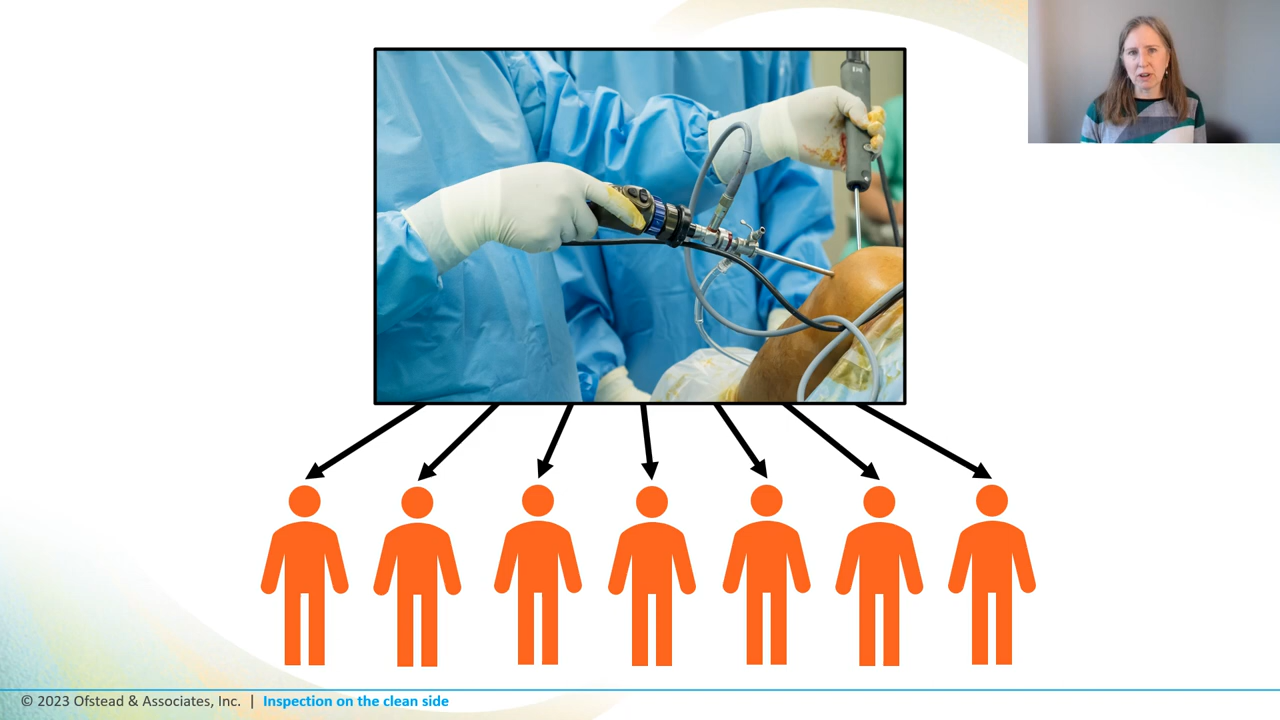 © 2023 Ofstead & Associates, Inc. | Inspection on the clean side